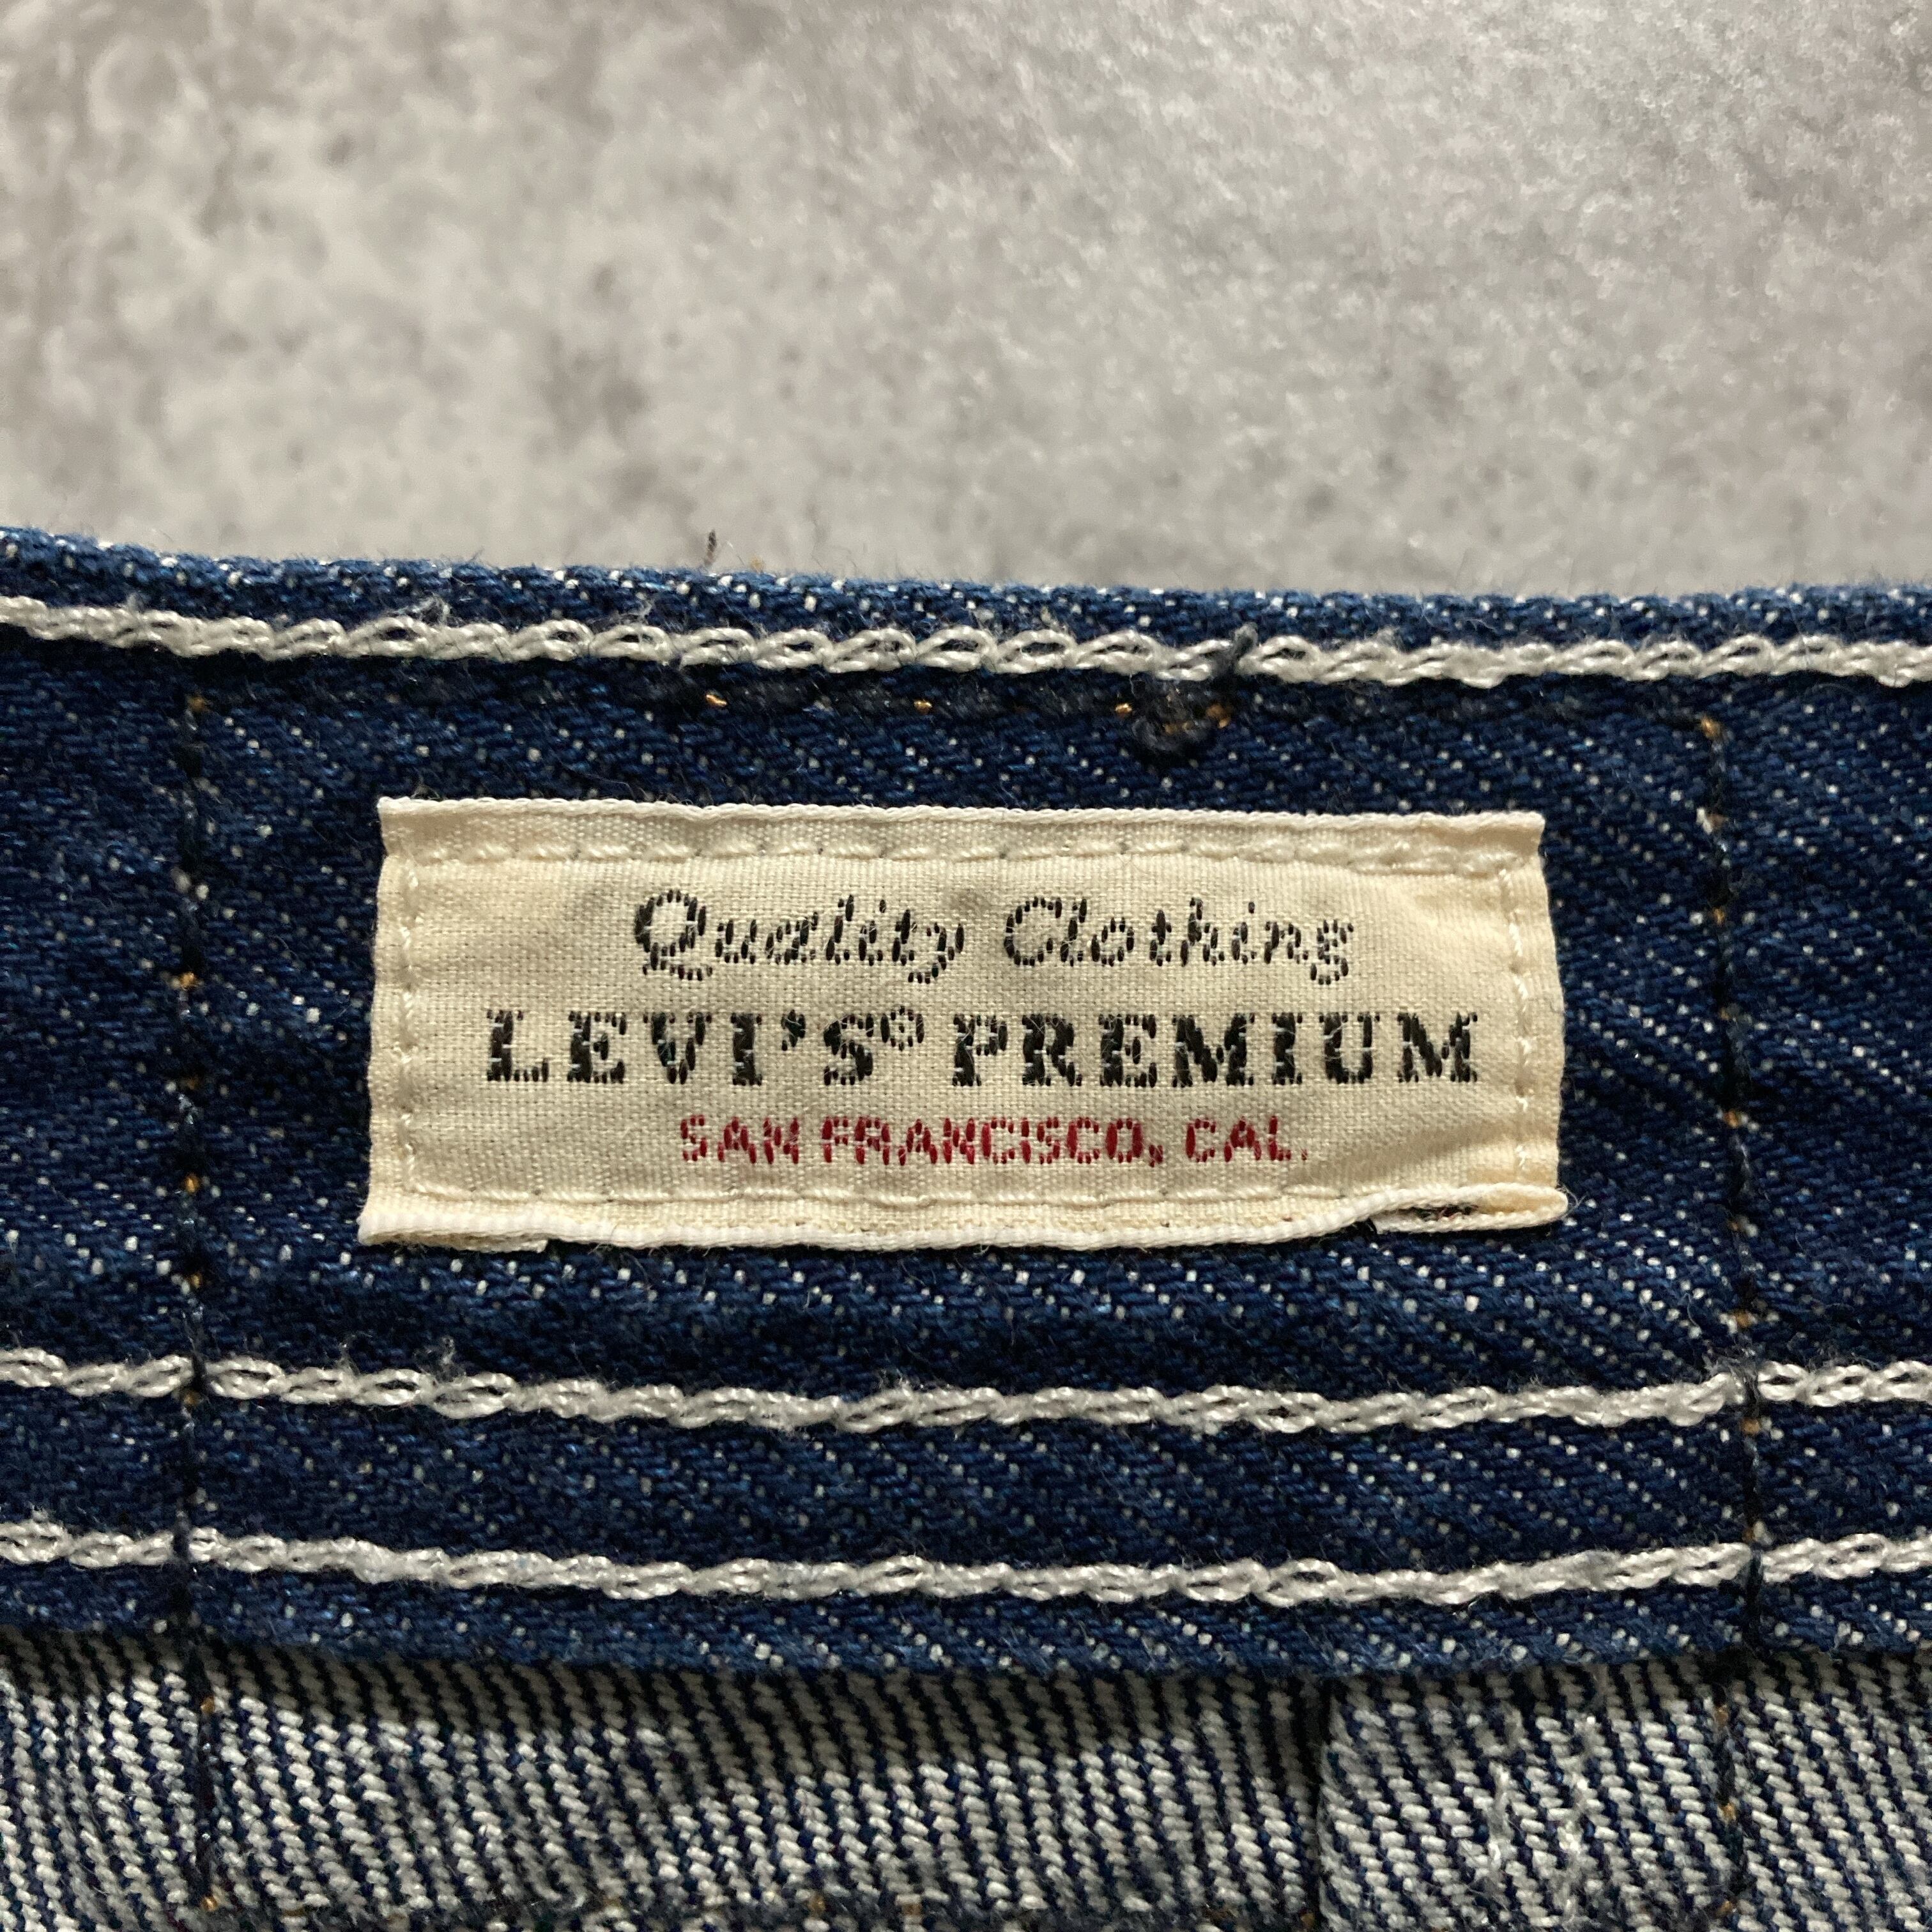 Quality Clothing
LEVI'S® PREMIUM
SAN FRANCISCO, CAL.